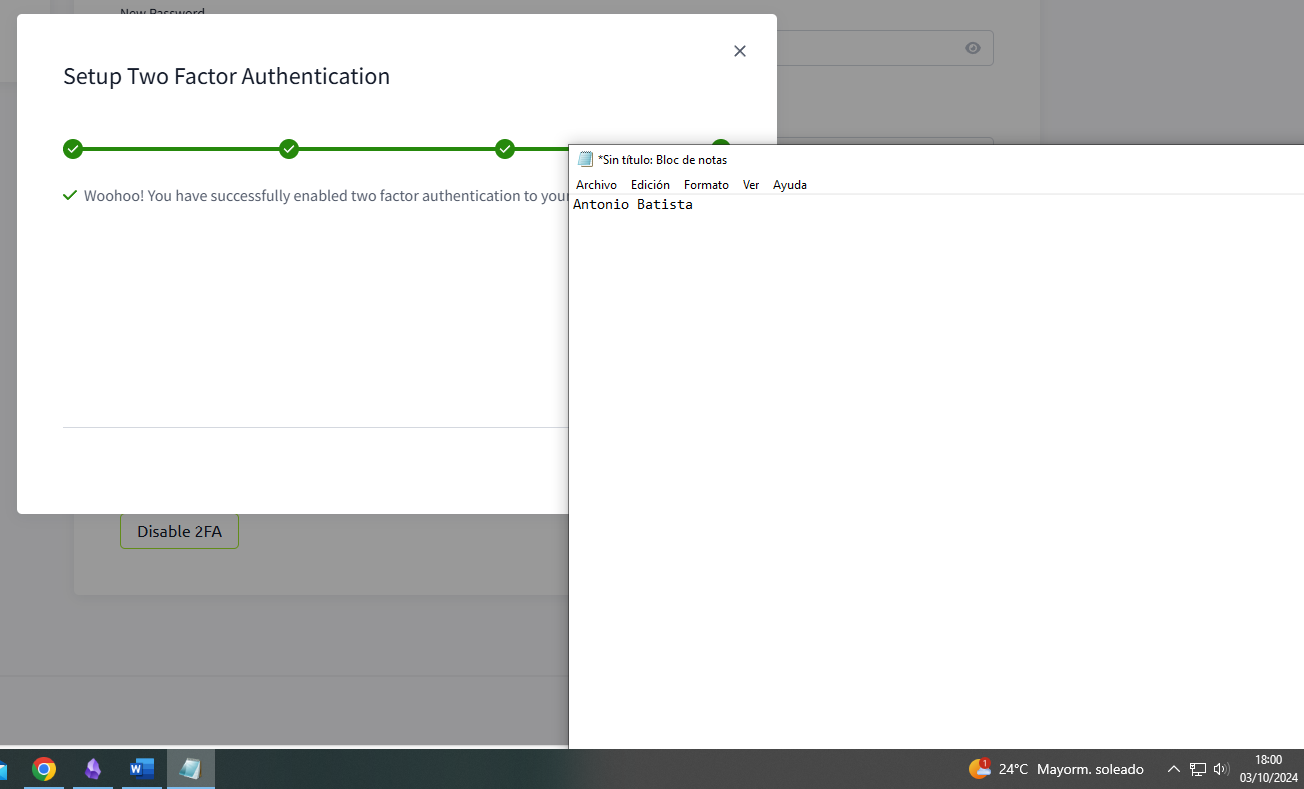 New Password
Setup Two Factor Authentication
Woohoo! You have successfully enabled two factor authentication to your
*Sin título: Bloc de notas
Archivo Edición Formato Ver Ayuda
Antonio Batista
Disable 2FA
W
1
24°C Mayorm. soleado
18:00
03/10/2024